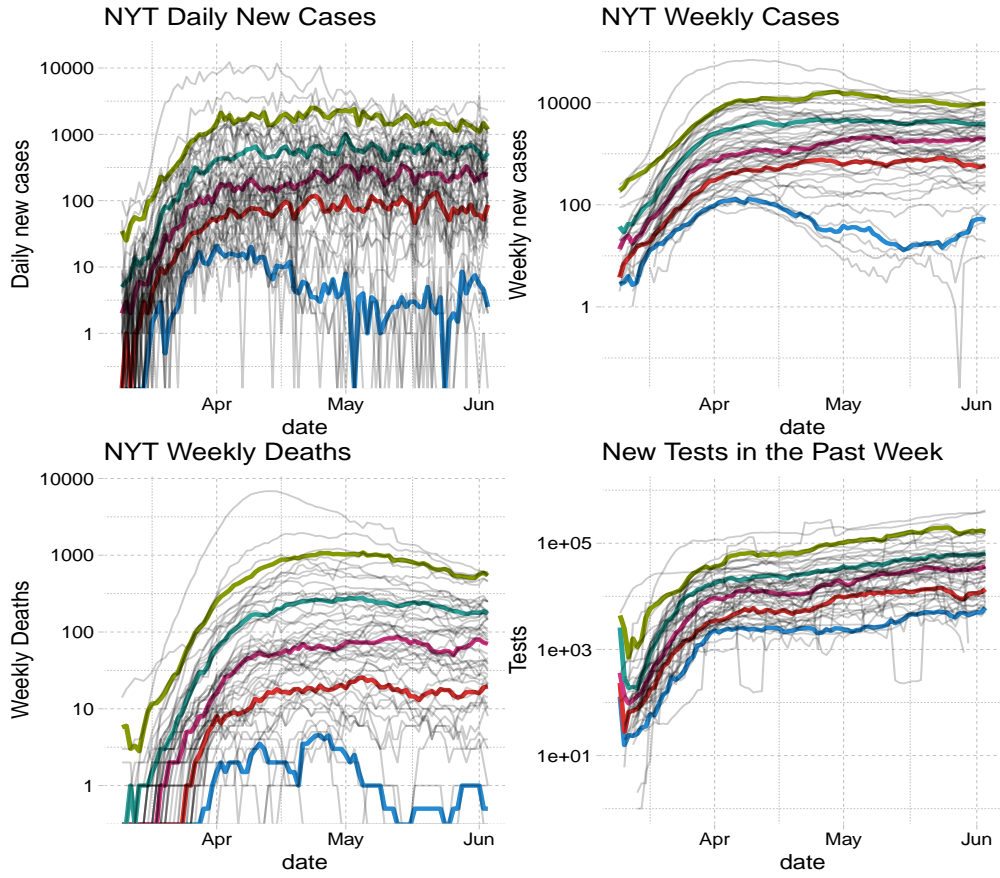 NYT Daily New Cases
Daily new cases
10000
1000
100
10
1
Apr
May
Jun
date
NYT Weekly Cases
Weekly new cases
10000
100
1
Apr
May
Jun
date
NYT Weekly Deaths
Weekly Deaths
10000
1000
100
10
1
Apr
May
Jun
date
New Tests in the Past Week
Tests
1e+05
1e+03
1e+01
Apr
May
Jun
date